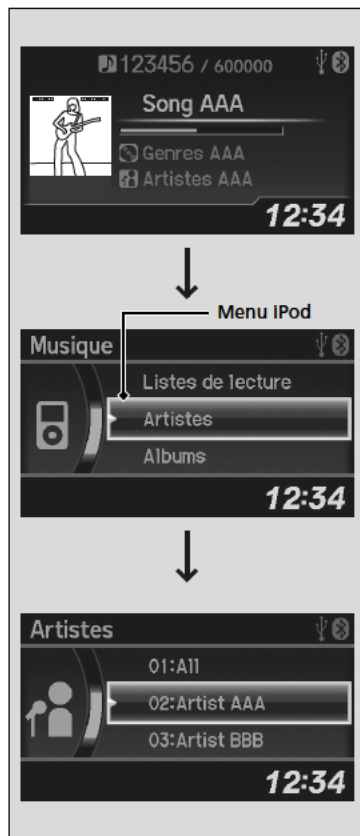 123456 / 600000
Song AAA
Genres AAA
Artistes AAA
12:34
Menu iPod
Musique
Listes de lecture
Artistes
Albums
12:34
Artistes
01:All
02:Artist AAA
03:Artist BBB
12:34